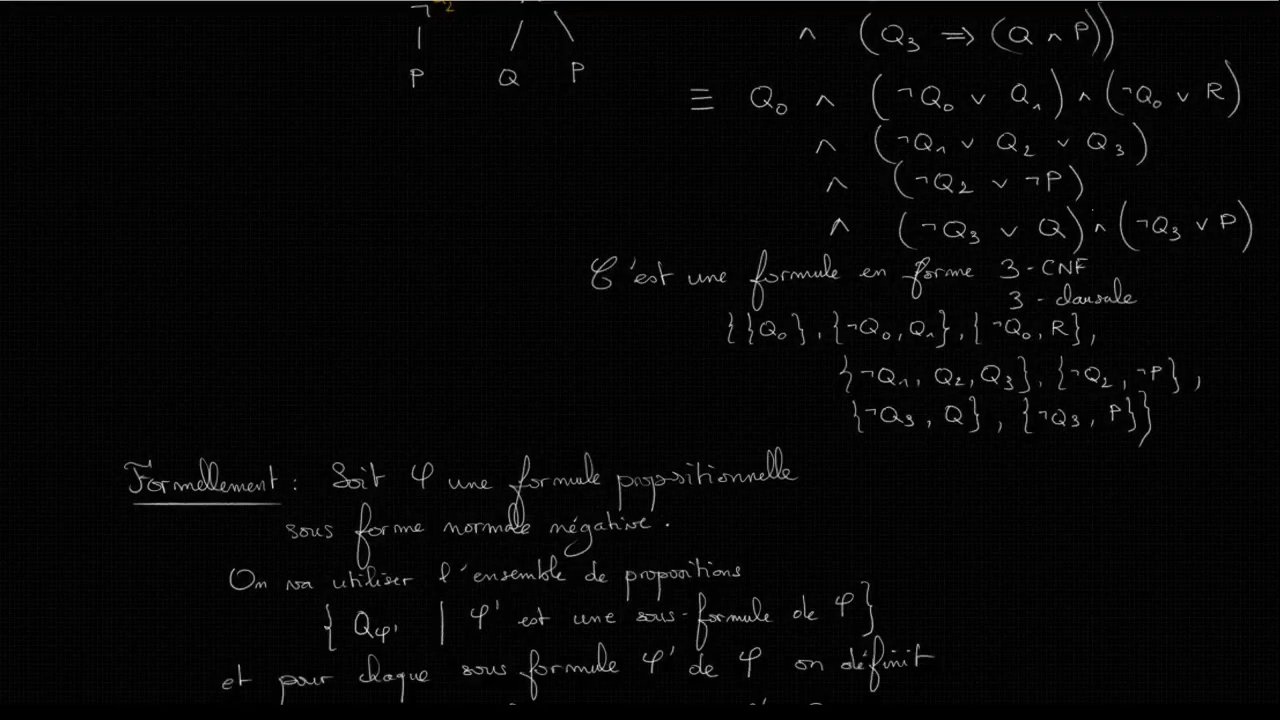 ¬ ¬2
P Q P
∧ (Q₃ ⇒ (Q ∧ P))
≡ Q₀ ∧ (¬Q₀ ∨ Q₁) ∧ (¬Q₀ ∨ R)
∧ (¬Q₁ ∨ Q₂ ∨ Q₃)
∧ (¬Q₂ ∨ ¬P)
∧ (¬Q₃ ∨ Q) ∧ (¬Q₃ ∨ P)
C'est une formule en forme 3-CNF
3-clausale
{{Q₀}, {¬Q₀, Q₁}, {¬Q₀, R},
{¬Q₁, Q₂, Q₃}, {¬Q₂, ¬P},
{¬Q₃, Q}, {¬Q₃, P}}
Formellement : Soit φ une formule propositionnelle
sous forme normale négative.
On va utiliser l'ensemble de propositions
{ Qφ' | φ' est une sous-formule de φ}
et pour chaque sous formule φ' de φ on définit